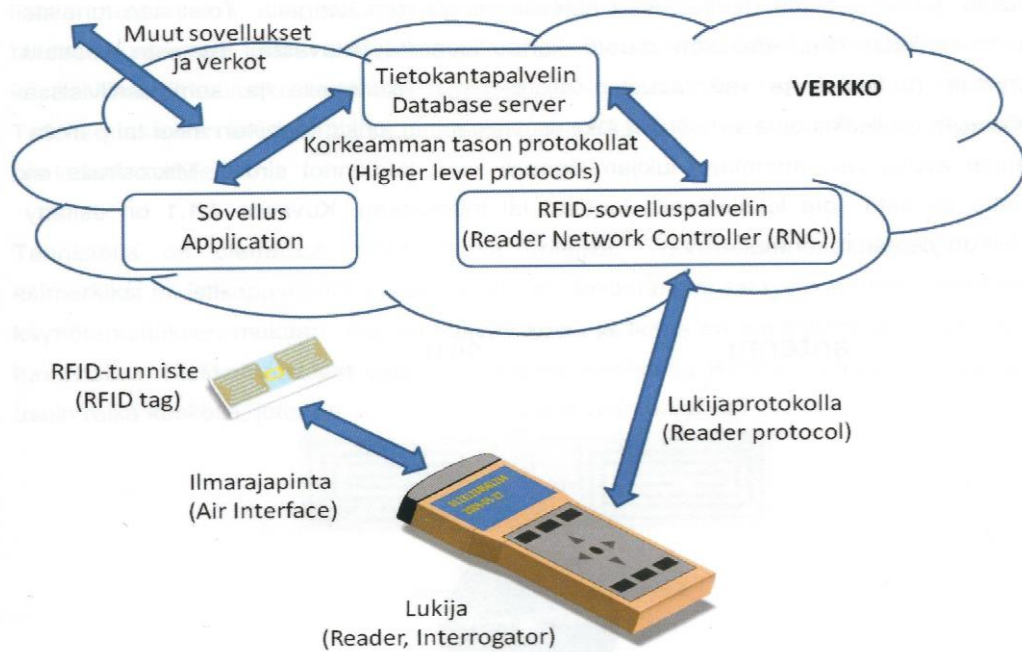 Muut sovellukset
ja verkot
Tietokantapalvelin
Database server
VERKKO
Korkeamman tason protokollat
(Higher level protocols)
Sovellus
Application
RFID-sovelluspalvelin
(Reader Network Controller (RNC))
RFID-tunniste
(RFID tag)
Lukijaprotokolla
(Reader protocol)
Ilmarajapinta
(Air Interface)
Lukija
(Reader, Interrogator)